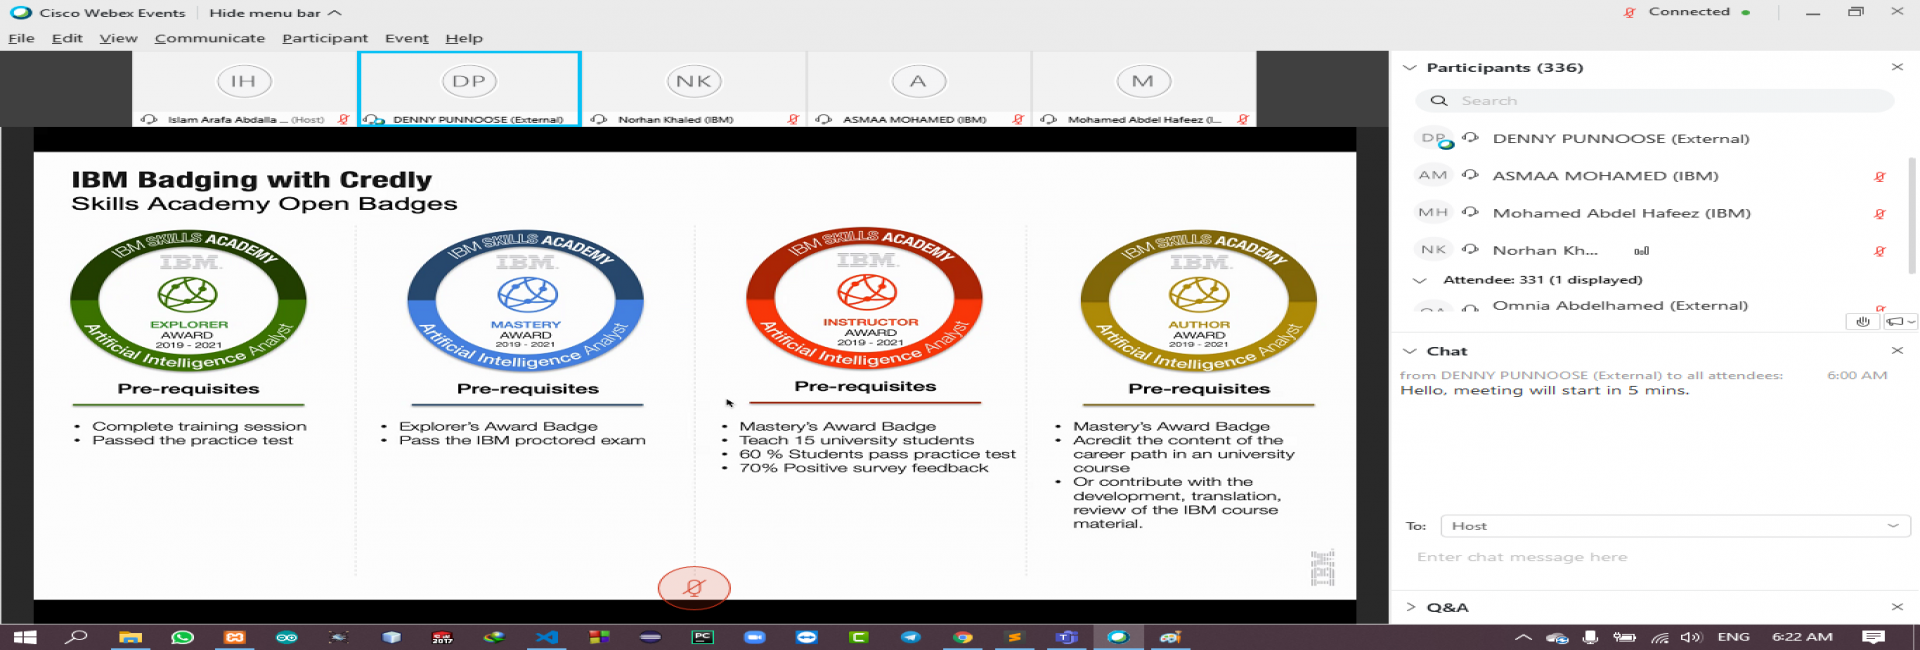 Cisco Webex Events
Hide menu bar
Connected
File Edit View Communicate Participant Event Help
IH
DP
NK
A
M
Islam Arafa Abdalla ... (Host)
DENNY PUNNOOSE (External)
Norhan Khaled (IBM)
ASMAA MOHAMED (IBM)
Mohamed Abdel Hafeez (I...
IBM Badging with Credly
Skills Academy Open Badges
IBM SKILLS ACADEMY
IBM.
EXPLORER
AWARD
2019 - 2021
Artificial Intelligence Analyst
Pre-requisites
• Complete training session
• Passed the practice test
IBM SKILLS ACADEMY
IBM.
MASTERY
AWARD
2019 - 2021
Artificial Intelligence Analyst
Pre-requisites
• Explorer's Award Badge
• Pass the IBM proctored exam
IBM SKILLS ACADEMY
IBM.
INSTRUCTOR
AWARD
2019 - 2021
Artificial Intelligence Analyst
Pre-requisites
• Mastery's Award Badge
• Teach 15 university students
• 60 % Students pass practice test
• 70% Positive survey feedback
IBM SKILLS ACADEMY
IBM.
AUTHOR
AWARD
2019 - 2021
Artificial Intelligence Analyst
Pre-requisites
• Mastery's Award Badge
• Acredit the content of the
career path in an university
course
• Or contribute with the
development, translation,
review of the IBM course
material.
IBM
Participants (336)
Search
DP DENNY PUNNOOSE (External)
AM ASMAA MOHAMED (IBM)
MH Mohamed Abdel Hafeez (IBM)
NK Norhan Kh...
Attendee: 331 (1 displayed)
OA Omnia Abdelhamed (External)
Chat
from DENNY PUNNOOSE (External) to all attendees: 6:00 AM
Hello, meeting will start in 5 mins.
To: Host
Enter chat message here
Q&A
2017
PC
C
S
T
ENG
6:22 AM